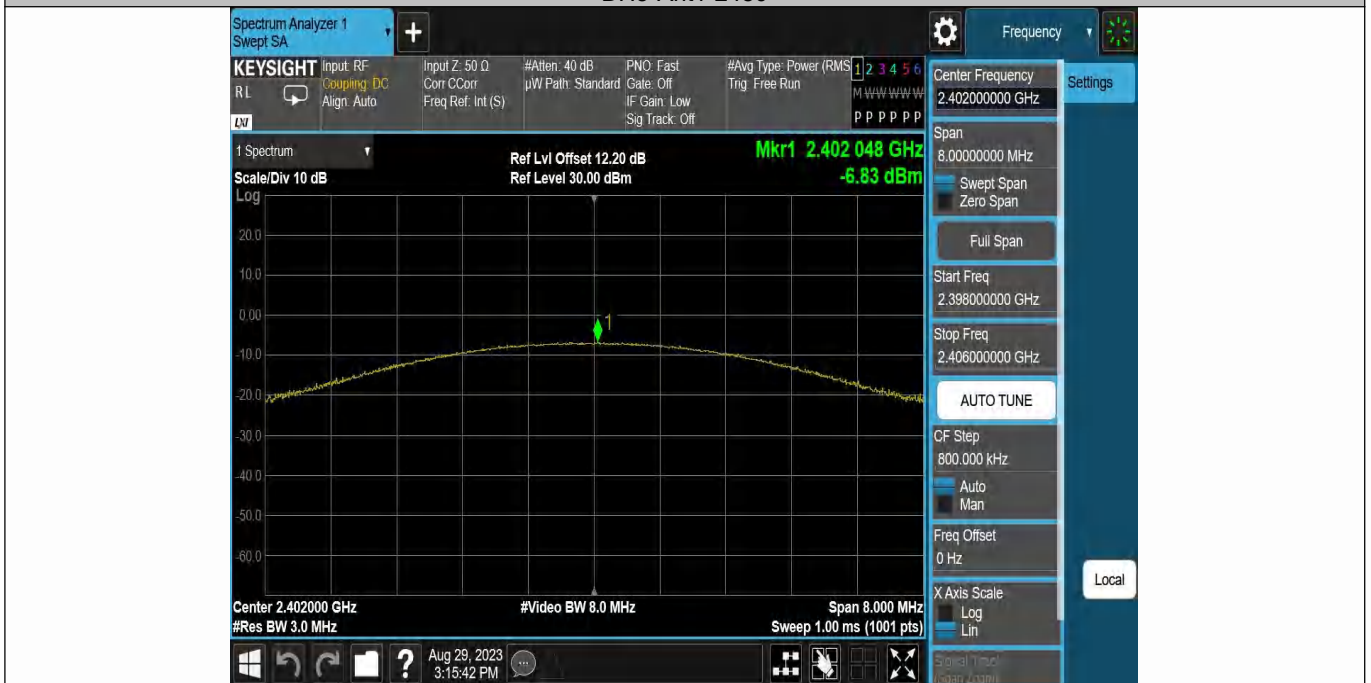 Spectrum Analyzer 1
Swept SA
+
Frequency
KEYSIGHT
RL
LXI
Input: RF
Coupling: DC
Align: Auto
Input Z: 50 Ω
Corr CCorr
Freq Ref: Int (S)
#Atten: 40 dB
µW Path: Standard
PNO: Fast
Gate: Off
IF Gain: Low
Sig Track: Off
#Avg Type: Power (RMS
Trig: Free Run
1 2 3 4 5 6
M W W W W W
P P P P P P
1 Spectrum
Scale/Div 10 dB
Ref Lvl Offset 12.20 dB
Ref Level 30.00 dBm
Mkr1 2.402 048 GHz
-6.83 dBm
Log
20.0
10.0
0.00
-10.0
-20.0
-30.0
-40.0
-50.0
-60.0
1
Center 2.402000 GHz
#Res BW 3.0 MHz
#Video BW 8.0 MHz
Span 8.000 MHz
Sweep 1.00 ms (1001 pts)
Center Frequency
2.402000000 GHz
Settings
Span
8.00000000 MHz
Swept Span
Zero Span
Full Span
Start Freq
2.398000000 GHz
Stop Freq
2.406000000 GHz
AUTO TUNE
CF Step
800.000 kHz
Auto
Man
Freq Offset
0 Hz
X Axis Scale
Log
Lin
Local
Signal Track
(Span Zoom)
?
Aug 29, 2023
3:15:42 PM